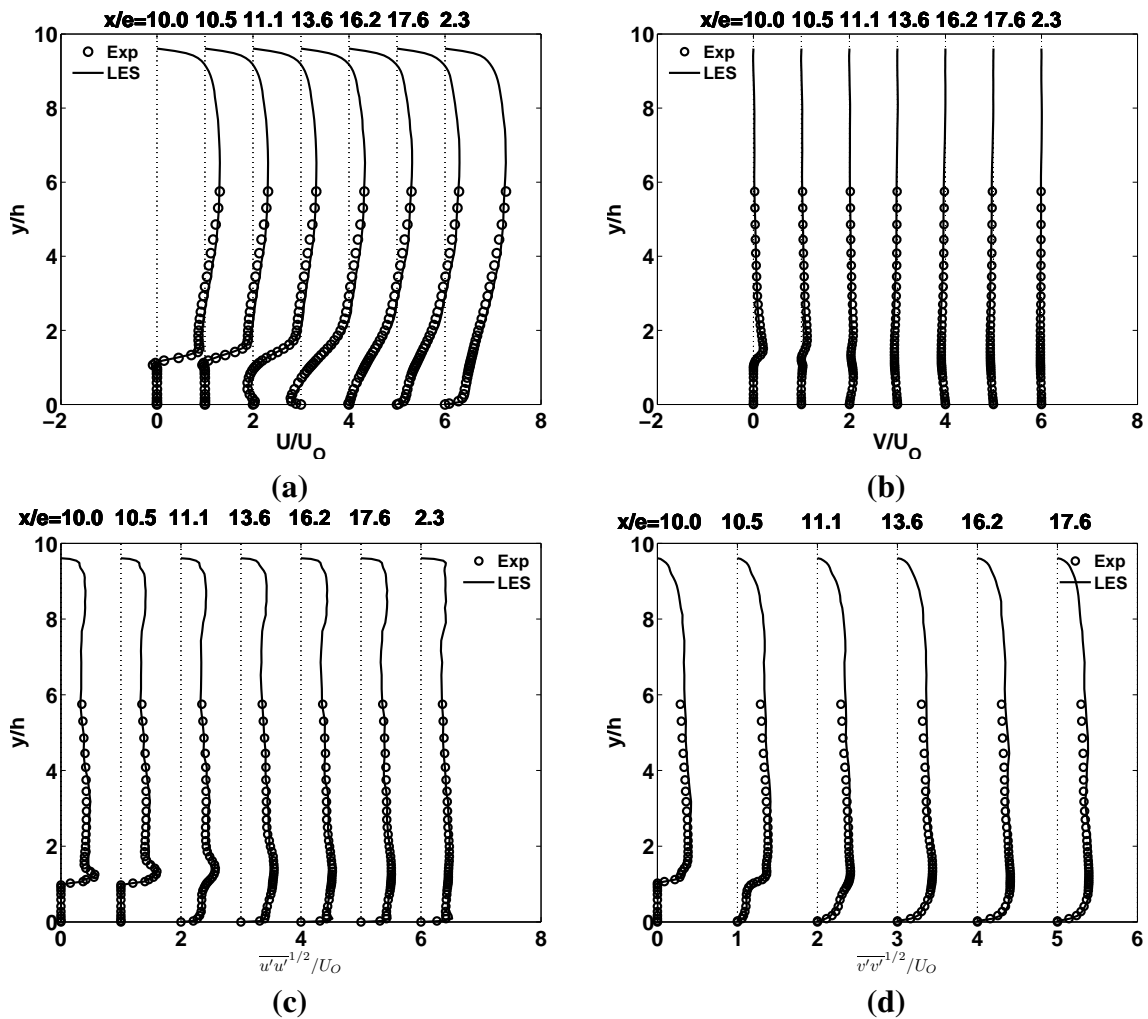 x/e=10.0 10.5 11.1 13.6 16.2 17.6 2.3
10
8
6
4
2
0
y/h
Exp
LES
−2 0 2 4 6 8
U/U_O
(a)
x/e=10.0 10.5 11.1 13.6 16.2 17.6 2.3
10
8
6
4
2
0
y/h
Exp
LES
−2 0 2 4 6 8
V/U_O
(b)
x/e=10.0 10.5 11.1 13.6 16.2 17.6 2.3
10
8
6
4
2
0
y/h
Exp
LES
0 2 4 6 8
\overline{u'u'}^{1/2}/U_O
(c)
x/e=10.0 10.5 11.1 13.6 16.2 17.6
10
8
6
4
2
0
y/h
Exp
LES
0 1 2 3 4 5 6
\overline{v'v'}^{1/2}/U_O
(d)